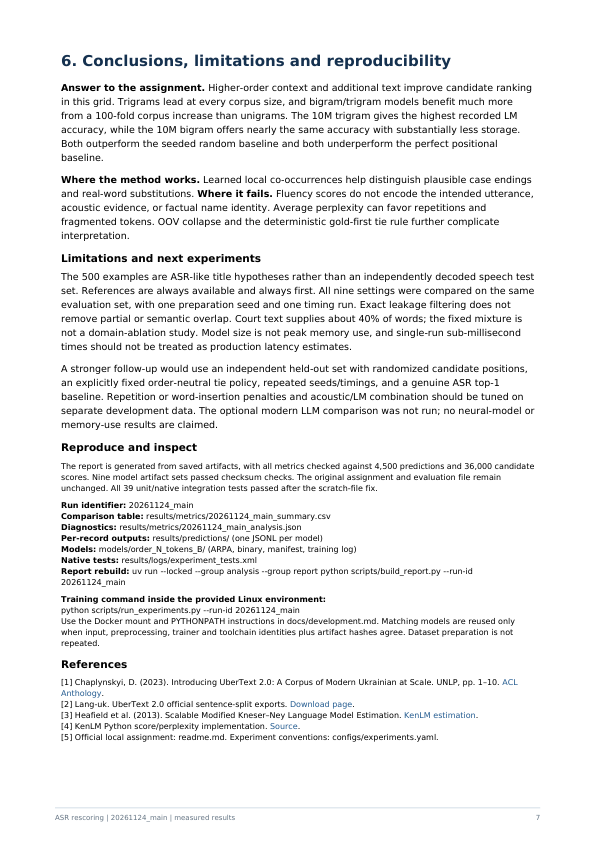 6. Conclusions, limitations and reproducibility
Answer to the assignment. Higher-order context and additional text improve candidate ranking
in this grid. Trigrams lead at every corpus size, and bigram/trigram models benefit much more
from a 100-fold corpus increase than unigrams. The 10M trigram gives the highest recorded LM
accuracy, while the 10M bigram offers nearly the same accuracy with substantially less storage.
Both outperform the seeded random baseline and both underperform the perfect positional
baseline.
Where the method works. Learned local co-occurrences help distinguish plausible case endings
and real-word substitutions. Where it fails. Fluency scores do not encode the intended utterance,
acoustic evidence, or factual name identity. Average perplexity can favor repetitions and
fragmented tokens. OOV collapse and the deterministic gold-first tie rule further complicate
interpretation.
Limitations and next experiments
The 500 examples are ASR-like title hypotheses rather than an independently decoded speech test
set. References are always available and always first. All nine settings were compared on the same
evaluation set, with one preparation seed and one timing run. Exact leakage filtering does not
remove partial or semantic overlap. Court text supplies about 40% of words; the fixed mixture is
not a domain-ablation study. Model size is not peak memory use, and single-run sub-millisecond
times should not be treated as production latency estimates.
A stronger follow-up would use an independent held-out set with randomized candidate positions,
an explicitly fixed order-neutral tie policy, repeated seeds/timings, and a genuine ASR top-1
baseline. Repetition or word-insertion penalties and acoustic/LM combination should be tuned on
separate development data. The optional modern LLM comparison was not run; no neural-model or
memory-use results are claimed.
Reproduce and inspect
The report is generated from saved artifacts, with all metrics checked against 4,500 predictions and 36,000 candidate
scores. Nine model artifact sets passed checksum checks. The original assignment and evaluation file remain
unchanged. All 39 unit/native integration tests passed after the scratch-file fix.
Run identifier: 20261124_main
Comparison table: results/metrics/20261124_main_summary.csv
Diagnostics: results/metrics/20261124_main_analysis.json
Per-record outputs: results/predictions/ (one JSONL per model)
Models: models/order_N_tokens_B/ (ARPA, binary, manifest, training log)
Native tests: results/logs/experiment_tests.xml
Report rebuild: uv run --locked --group analysis --group report python scripts/build_report.py --run-id
20261124_main
Training command inside the provided Linux environment:
python scripts/run_experiments.py --run-id 20261124_main
Use the Docker mount and PYTHONPATH instructions in docs/development.md. Matching models are reused only
when input, preprocessing, trainer and toolchain identities plus artifact hashes agree. Dataset preparation is not
repeated.
References
[1] Chaplynskyi, D. (2023). Introducing UberText 2.0: A Corpus of Modern Ukrainian at Scale. UNLP, pp. 1–10. ACL
Anthology.
[2] Lang-uk. UberText 2.0 official sentence-split exports. Download page.
[3] Heafield et al. (2013). Scalable Modified Kneser–Ney Language Model Estimation. KenLM estimation.
[4] KenLM Python score/perplexity implementation. Source.
[5] Official local assignment: readme.md. Experiment conventions: configs/experiments.yaml.
ASR rescoring | 20261124_main | measured results
7